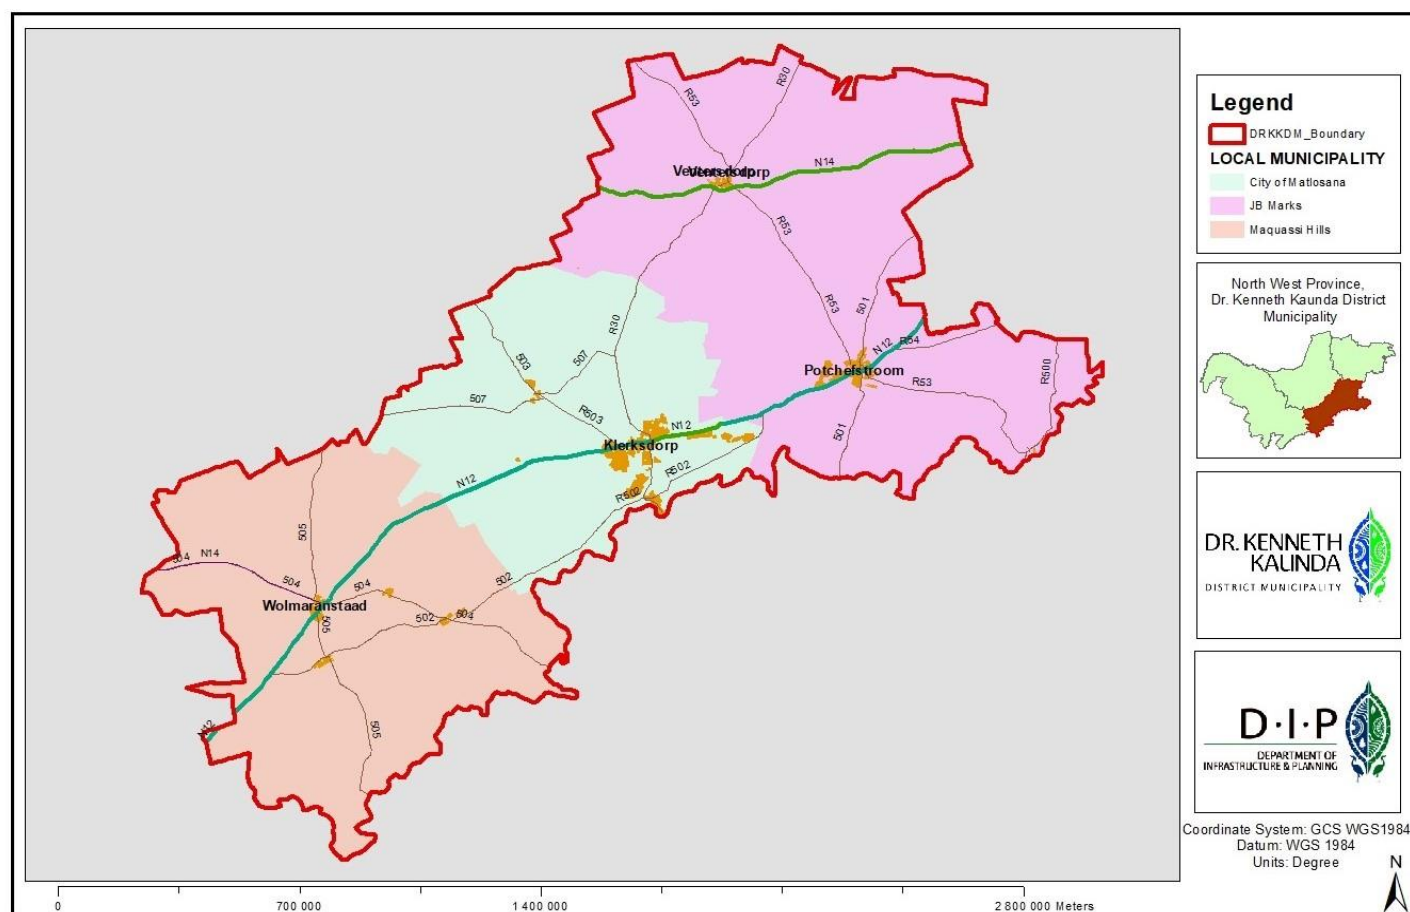 R53
R30
N14
Ventersdorp
R53
R53
501
N12
R54
R53
R500
Potchefstroom
501
R30
507
503
507
R503
N12
Klerksdorp
R502
R502
N12
505
504
N14
504
504
Wolmaranstaad
505
502
504
502
505
N12
Legend
DRKKDM_Boundary
LOCAL MUNICIPALITY
City of Matlosana
JB Marks
Maquassi Hills
North West Province,
Dr. Kenneth Kaunda District
Municipality
DR. KENNETH
KAUNDA
DISTRICT MUNICIPALITY
D·I·P
DEPARTMENT OF
INFRASTRUCTURE & PLANNING
Coordinate System: GCS WGS1984
Datum: WGS 1984
Units: Degree
N
0 700 000 1 400 000 2 800 000 Meters